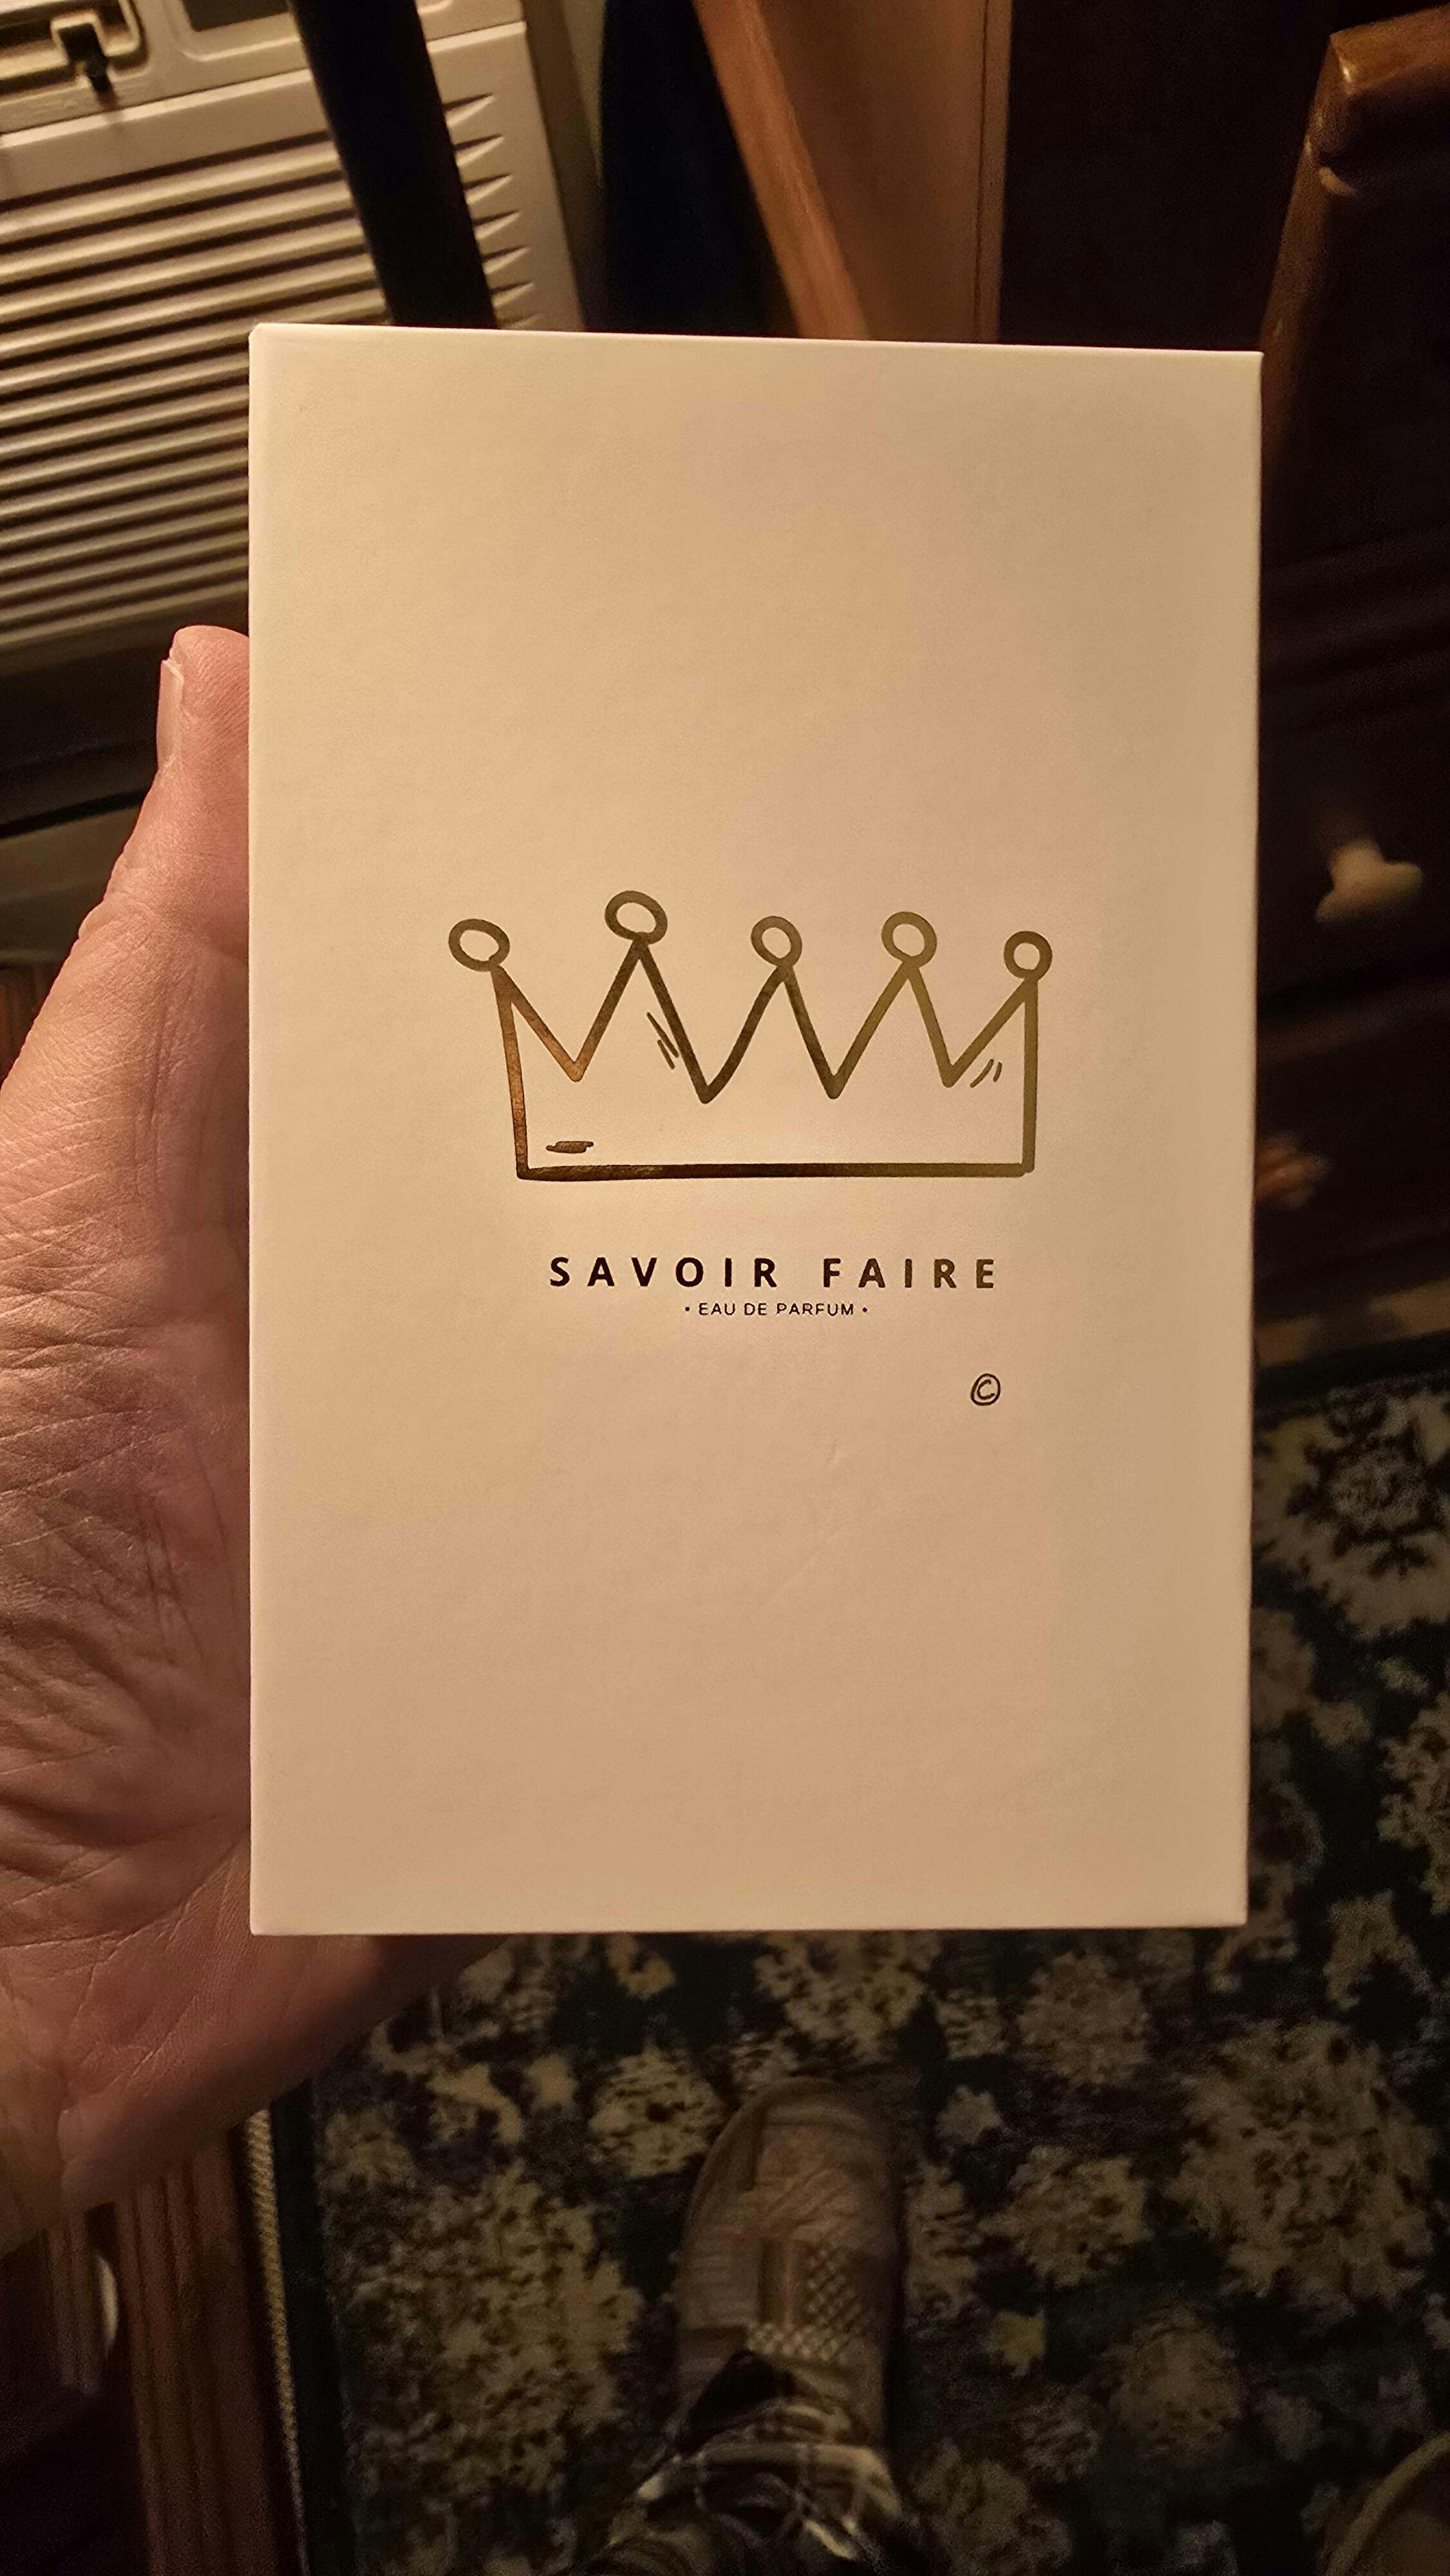 SAVOIR FAIRE
• EAU DE PARFUM •
©